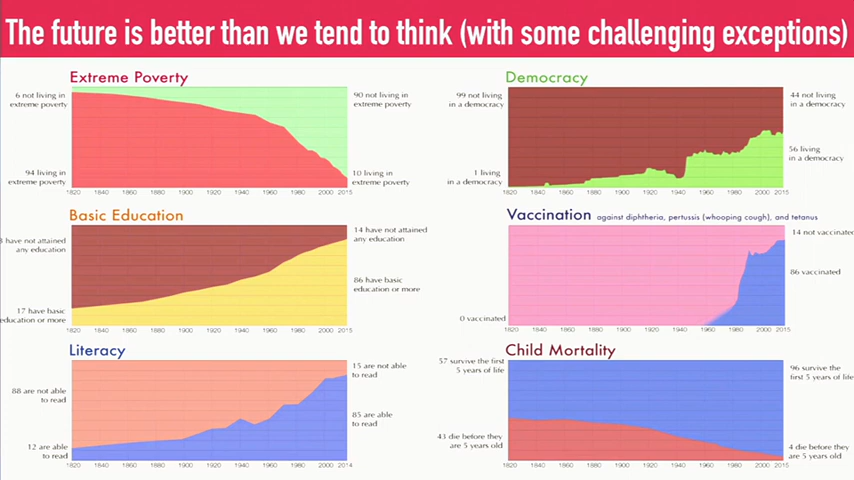 The future is better than we tend to think (with some challenging exceptions)
Extreme Poverty
6 not living in
extreme poverty
94 living in
extreme poverty
90 not living in
extreme poverty
10 living in
extreme poverty
1820 1840 1860 1880 1900 1920 1940 1960 1980 2000 2015
Democracy
99 not living
in a democracy
1 living
in a democracy
44 not living
in a democracy
56 living
in a democracy
1820 1840 1860 1880 1900 1920 1940 1960 1980 2000 2015
Basic Education
3 have not attained
any education
17 have basic
education or more
14 have not attained
any education
86 have basic
education or more
1820 1840 1860 1880 1900 1920 1940 1960 1980 2000 2015
Vaccination against diphtheria, pertussis (whooping cough), and tetanus
0 vaccinated
14 not vaccinated
86 vaccinated
1820 1840 1860 1880 1900 1920 1940 1960 1980 2000 2015
Literacy
88 are not able
to read
12 are able
to read
15 are not able
to read
85 are able
to read
1820 1840 1860 1880 1900 1920 1940 1960 1980 2000 2014
Child Mortality
57 survive the first
5 years of life
43 die before they
are 5 years old
96 survive the
first 5 years of life
4 die before they
are 5 years old
1820 1840 1860 1880 1900 1920 1940 1960 1980 2000 2015